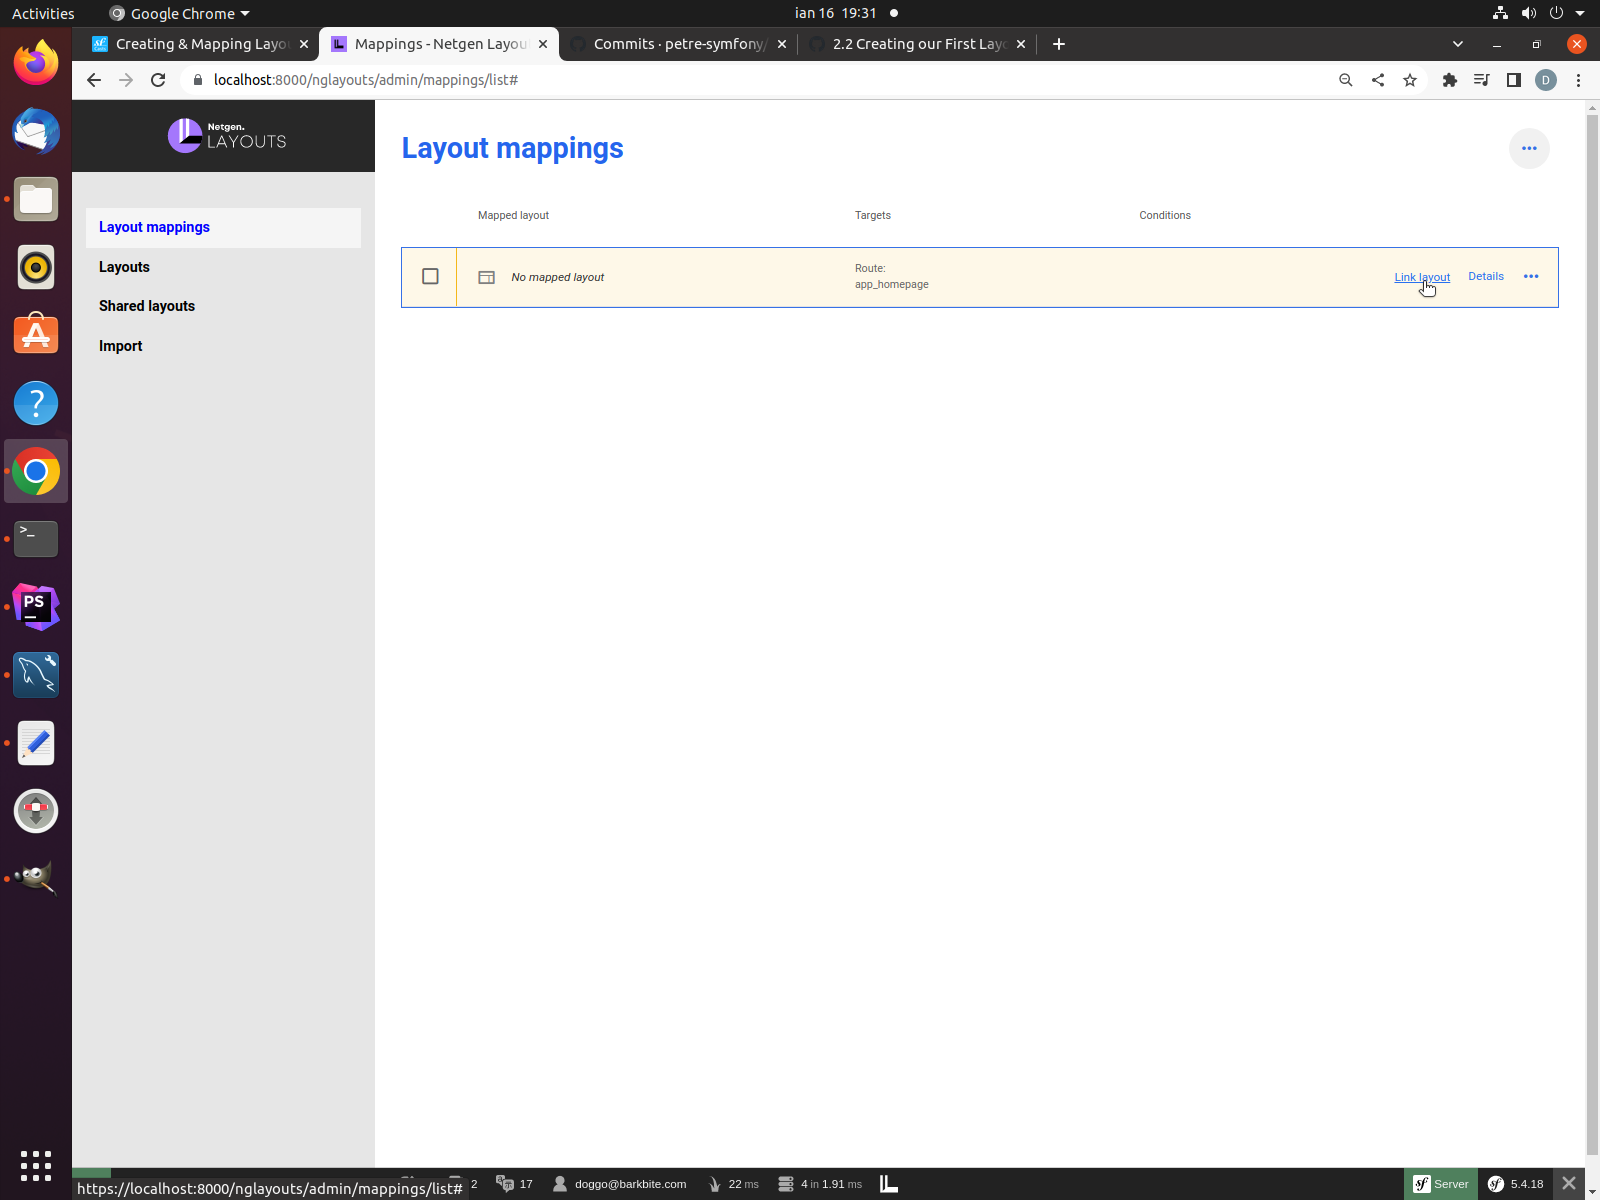 Activities
Google Chrome
ian 16 19:31
Creating & Mapping Layo
Mappings - Netgen Layou
Commits · petre-symfony/
2.2 Creating our First Layo
localhost:8000/nglayouts/admin/mappings/list#
D
Netgen.
LAYOUTS
Layout mappings
Layouts
Shared layouts
Import
Layout mappings
Mapped layout
Targets
Conditions
No mapped layout
Route:
app_homepage
Link layout
Details
PS
https://localhost:8000/nglayouts/admin/mappings/list#
2
17
doggo@barkbite.com
22 ms
4 in 1.91 ms
Server
5.4.18